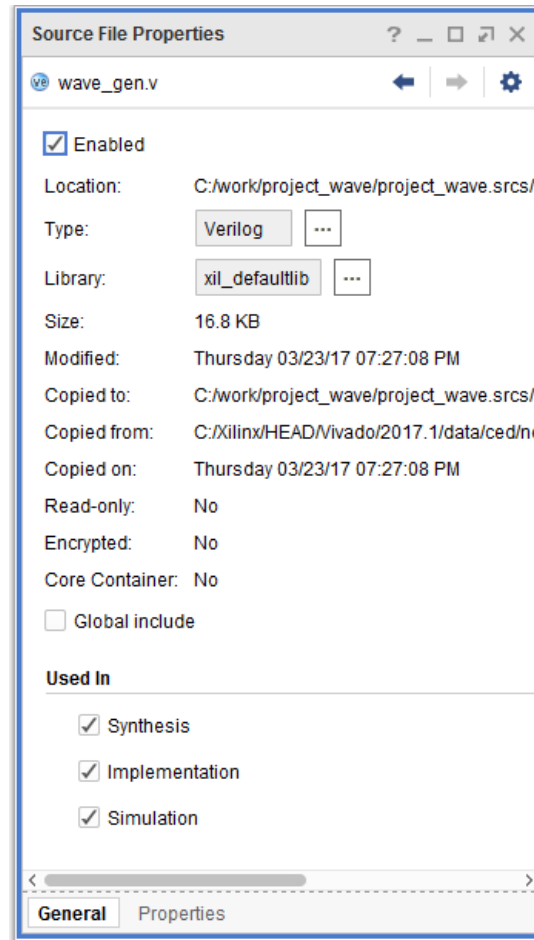 Source File Properties ?
ve wave_gen.v
Enabled
Location: C:/work/project_wave/project_wave.srcs/
Type: Verilog ...
Library: xil_defaultlib ...
Size: 16.8 KB
Modified: Thursday 03/23/17 07:27:08 PM
Copied to: C:/work/project_wave/project_wave.srcs/
Copied from: C:/Xilinx/HEAD/Vivado/2017.1/data/ced/n
Copied on: Thursday 03/23/17 07:27:08 PM
Read-only: No
Encrypted: No
Core Container: No
Global include
Used In
Synthesis
Implementation
Simulation
General Properties